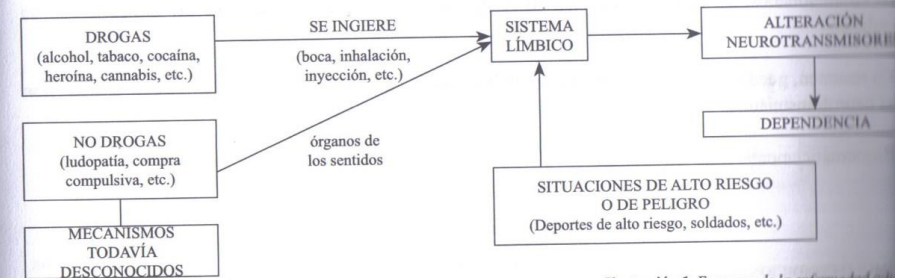 DROGAS
(alcohol, tabaco, cocaína,
heroína, cannabis, etc.)
SE INGIERE
(boca, inhalación,
inyección, etc.)
SISTEMA
LÍMBICO
ALTERACIÓN
NEUROTRANSMISORE
DEPENDENCIA
NO DROGAS
(ludopatía, compra
compulsiva, etc.)
órganos de
los sentidos
SITUACIONES DE ALTO RIESGO
O DE PELIGRO
(Deportes de alto riesgo, soldados, etc.)
MECANISMOS
TODAVÍA
DESCONOCIDOS